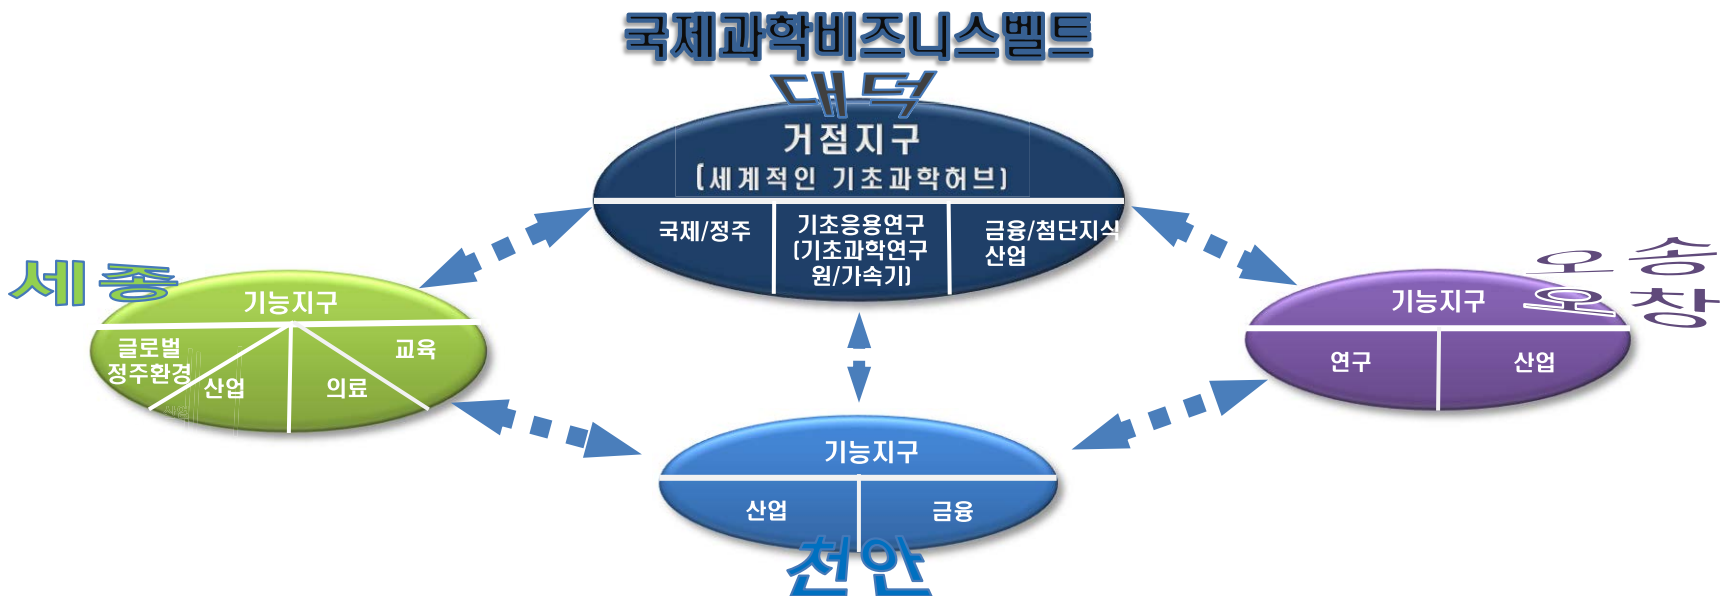 국제과학비즈니스벨트
대덕
거점지구
(세계적인 기초과학허브)
국제/정주
기초응용연구
(기초과학연구
원/가속기)
금융/첨단지식
산업
세종
기능지구
글로벌
정주환경
산업
의료
교육
오송
오창
기능지구
연구
산업
기능지구
산업
금융
천안